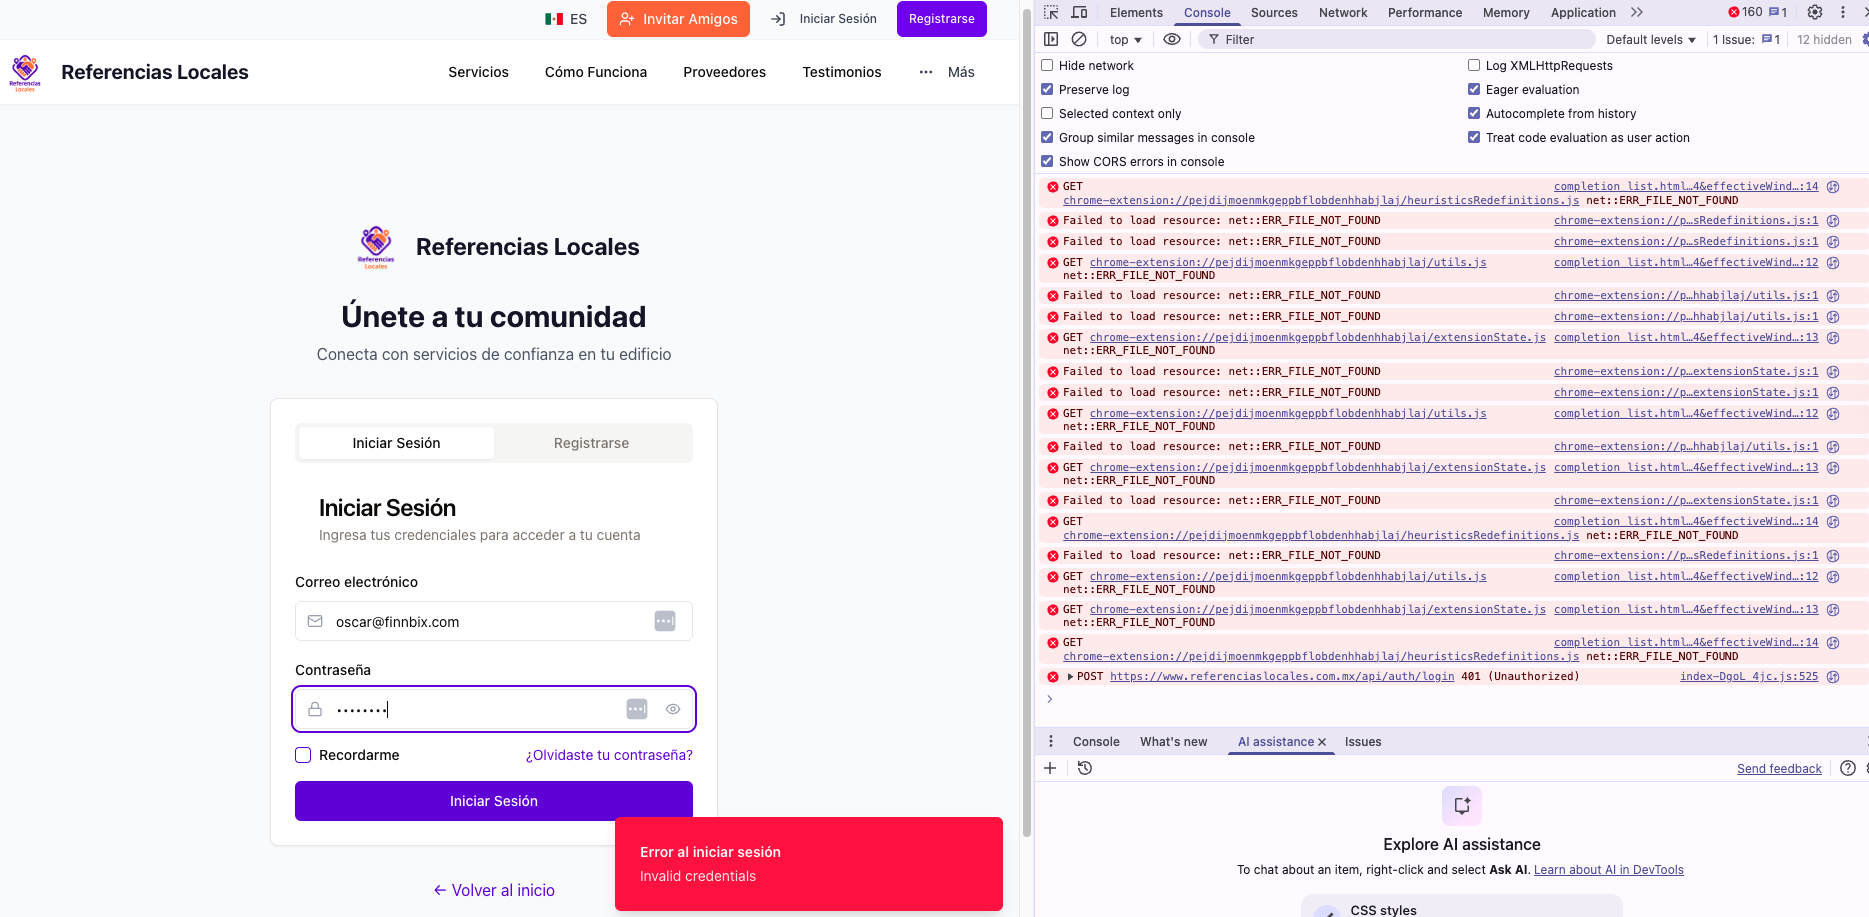 ES
Invitar Amigos
Iniciar Sesión
Registrarse
Referencias Locales
Referencias Locales
Servicios
Cómo Funciona
Proveedores
Testimonios
Más
Referencias Locales
Referencias Locales
Únete a tu comunidad
Conecta con servicios de confianza en tu edificio
Iniciar Sesión
Registrarse
Iniciar Sesión
Ingresa tus credenciales para acceder a tu cuenta
Correo electrónico
oscar@finnbix.com
Contraseña
••••••••
Recordarme
¿Olvidaste tu contraseña?
Iniciar Sesión
← Volver al inicio
Error al iniciar sesión
Invalid credentials
Elements Console Sources Network Performance Memory Application 160 1
top Filter Default levels 1 Issue: 1 12 hidden
Hide network
Log XMLHttpRequests
Preserve log
Eager evaluation
Selected context only
Autocomplete from history
Group similar messages in console
Treat code evaluation as user action
Show CORS errors in console
GET completion_list.html…4&effectiveWind…:14
chrome-extension://pejdijmoenmkgeppbflobdenhhabjlaj/heuristicsRedefinitions.js net::ERR_FILE_NOT_FOUND
Failed to load resource: net::ERR_FILE_NOT_FOUND chrome-extension://p…sRedefinitions.js:1
Failed to load resource: net::ERR_FILE_NOT_FOUND chrome-extension://p…sRedefinitions.js:1
GET chrome-extension://pejdijmoenmkgeppbflobdenhhabjlaj/utils.js completion_list.html…4&effectiveWind…:12
net::ERR_FILE_NOT_FOUND
Failed to load resource: net::ERR_FILE_NOT_FOUND chrome-extension://p…hhabjlaj/utils.js:1
Failed to load resource: net::ERR_FILE_NOT_FOUND chrome-extension://p…hhabjlaj/utils.js:1
GET chrome-extension://pejdijmoenmkgeppbflobdenhhabjlaj/extensionState.js completion_list.html…4&effectiveWind…:13
net::ERR_FILE_NOT_FOUND
Failed to load resource: net::ERR_FILE_NOT_FOUND chrome-extension://p…extensionState.js:1
Failed to load resource: net::ERR_FILE_NOT_FOUND chrome-extension://p…extensionState.js:1
GET chrome-extension://pejdijmoenmkgeppbflobdenhhabjlaj/utils.js completion_list.html…4&effectiveWind…:12
net::ERR_FILE_NOT_FOUND
Failed to load resource: net::ERR_FILE_NOT_FOUND chrome-extension://p…hhabjlaj/utils.js:1
GET chrome-extension://pejdijmoenmkgeppbflobdenhhabjlaj/extensionState.js completion_list.html…4&effectiveWind…:13
net::ERR_FILE_NOT_FOUND
Failed to load resource: net::ERR_FILE_NOT_FOUND chrome-extension://p…extensionState.js:1
GET completion_list.html…4&effectiveWind…:14
chrome-extension://pejdijmoenmkgeppbflobdenhhabjlaj/heuristicsRedefinitions.js net::ERR_FILE_NOT_FOUND
Failed to load resource: net::ERR_FILE_NOT_FOUND chrome-extension://p…sRedefinitions.js:1
GET chrome-extension://pejdijmoenmkgeppbflobdenhhabjlaj/utils.js completion_list.html…4&effectiveWind…:12
net::ERR_FILE_NOT_FOUND
GET chrome-extension://pejdijmoenmkgeppbflobdenhhabjlaj/extensionState.js completion_list.html…4&effectiveWind…:13
net::ERR_FILE_NOT_FOUND
GET completion_list.html…4&effectiveWind…:14
chrome-extension://pejdijmoenmkgeppbflobdenhhabjlaj/heuristicsRedefinitions.js net::ERR_FILE_NOT_FOUND
POST https://www.referenciaslocales.com.mx/api/auth/login 401 (Unauthorized) index-DgoL_4jc.js:525
Console What's new AI assistance Issues
Send feedback
Explore AI assistance
To chat about an item, right-click and select Ask AI. Learn about AI in DevTools
CSS styles